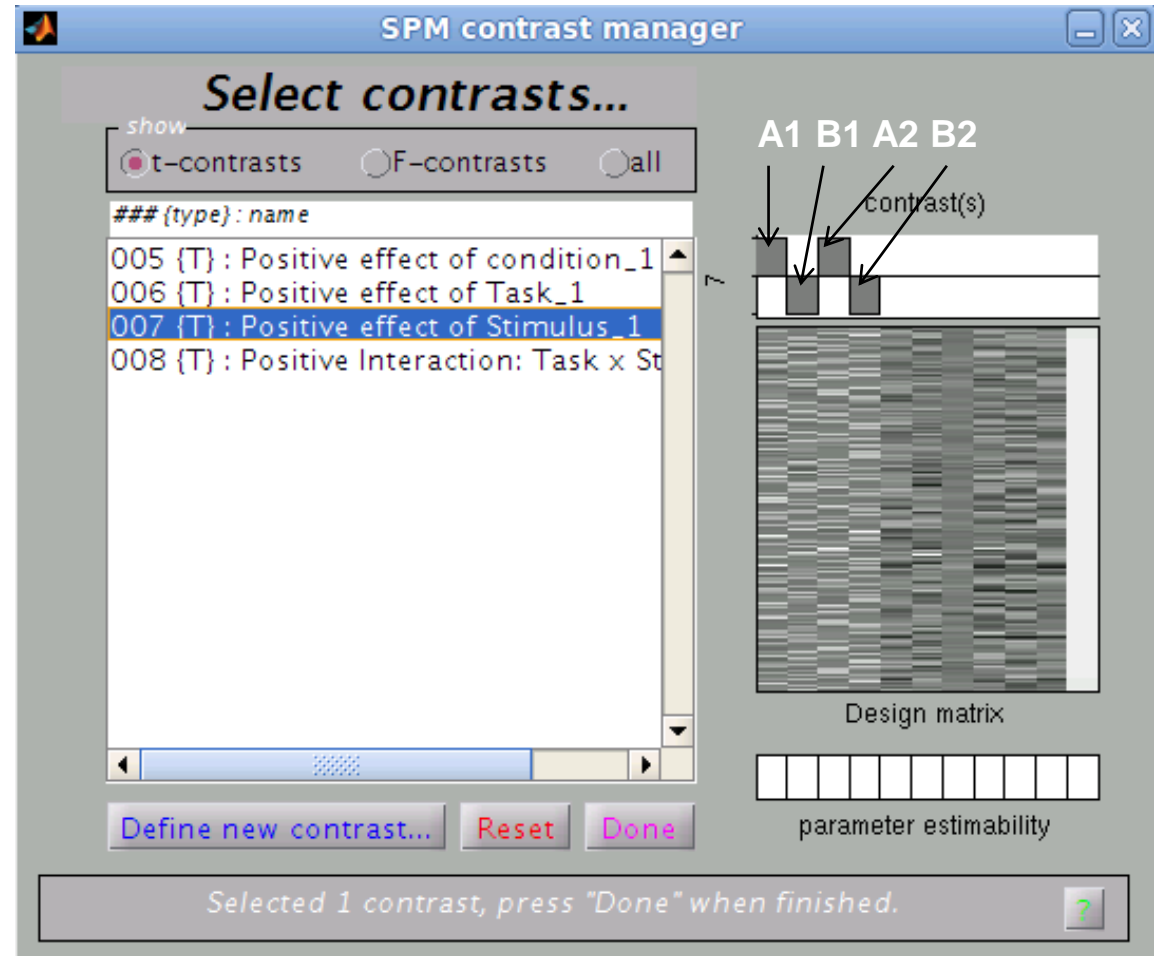 SPM contrast manager
Select contrasts...
show
t-contrasts F-contrasts all
### {type} : name
005 {T} : Positive effect of condition_1
006 {T} : Positive effect of Task_1
007 {T} : Positive effect of Stimulus_1
008 {T} : Positive Interaction: Task x St
Define new contrast... Reset Done
A1 B1 A2 B2
contrast(s)
7
Design matrix
parameter estimability
Selected 1 contrast, press "Done" when finished.
?